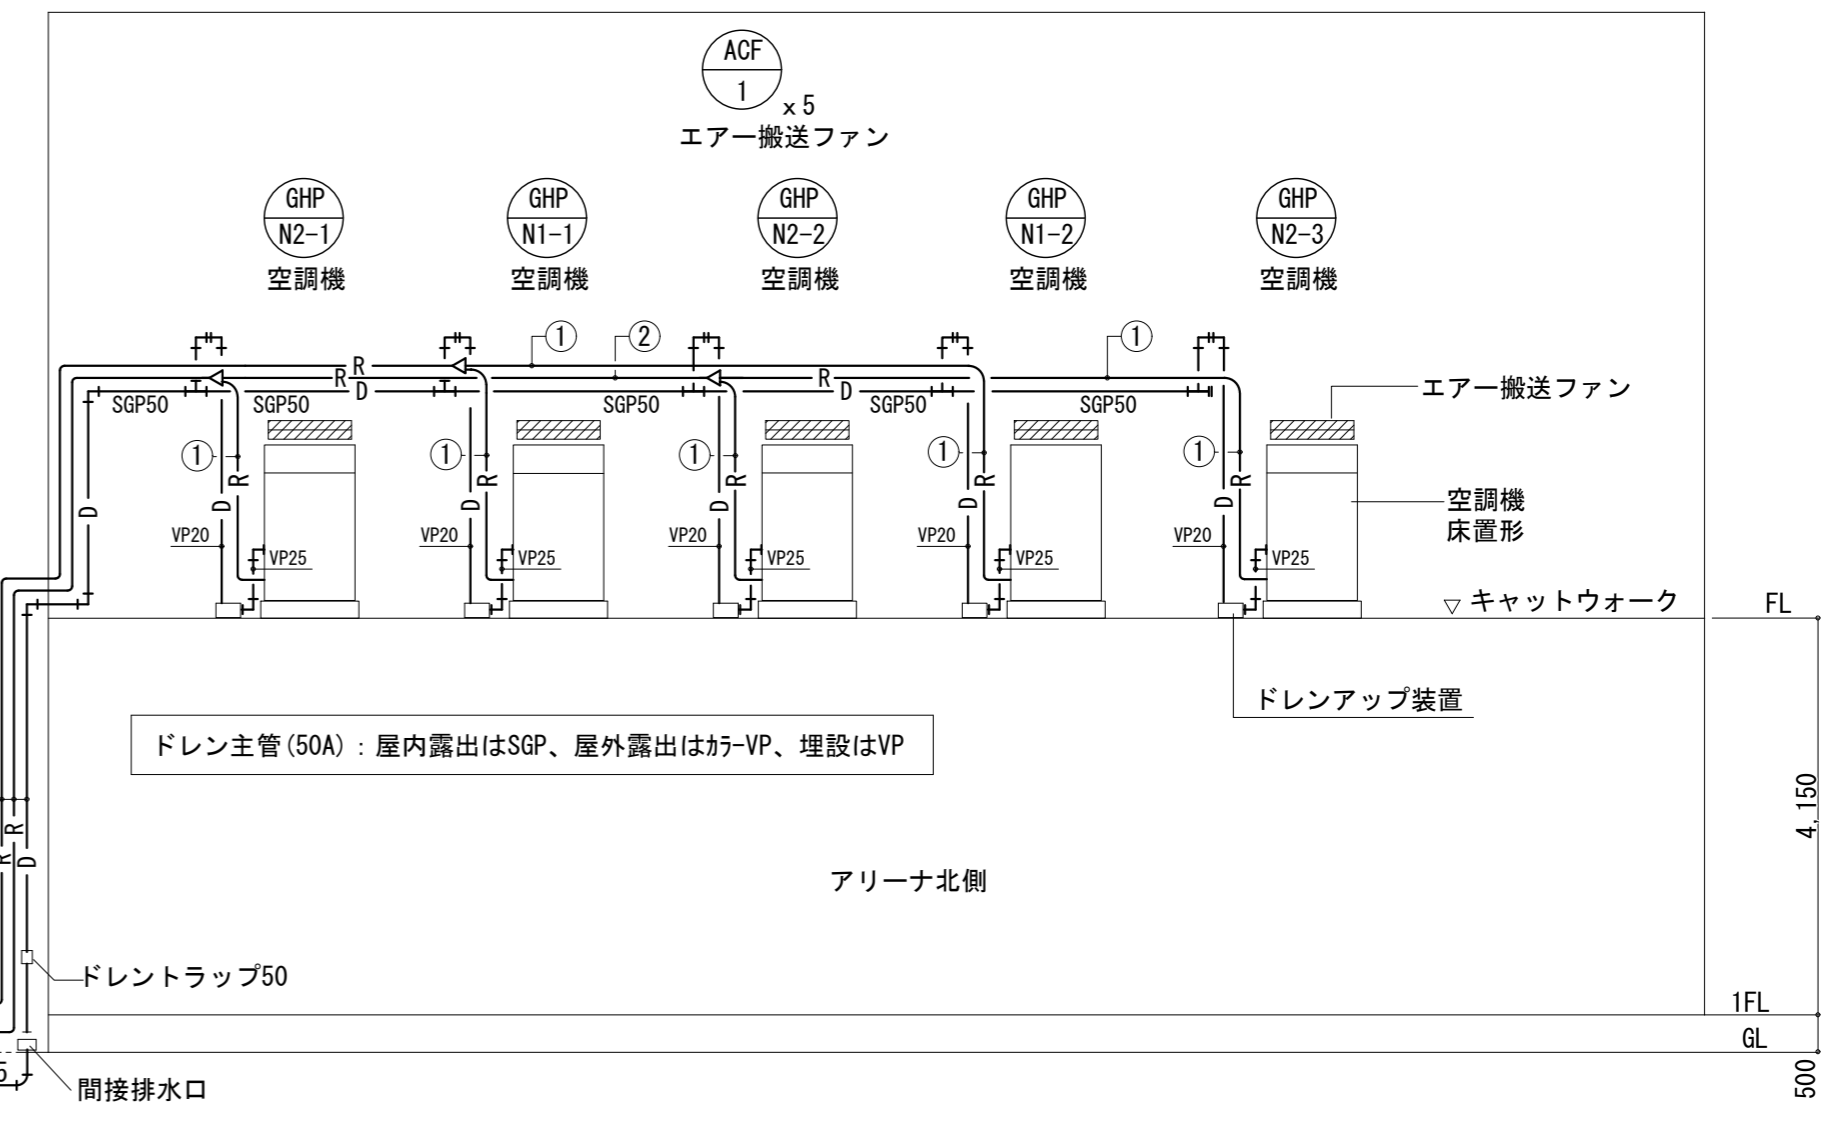 ACF
1
x5
エアー搬送ファン
GHP
N2-1
空調機
GHP
N1-1
空調機
GHP
N2-2
空調機
GHP
N1-2
空調機
GHP
N2-3
空調機
①
②
①
R
R
D
R
D
SGP50
SGP50
SGP50
SGP50
SGP50
エアー搬送ファン
①
①
①
①
①
R
R
R
R
R
D
D
D
D
D
D
空調機
床置形
VP20
VP20
VP20
VP20
VP20
VP25
VP25
VP25
VP25
VP25
▽ キャットウォーク
FL
ドレンアップ装置
ドレン主管(50A)：屋内露出はSGP、屋外露出はｶﾗｰVP、埋設はVP
4,150
R
R
D
アリーナ北側
ドレントラップ50
1FL
GL
500
5
間接排水口